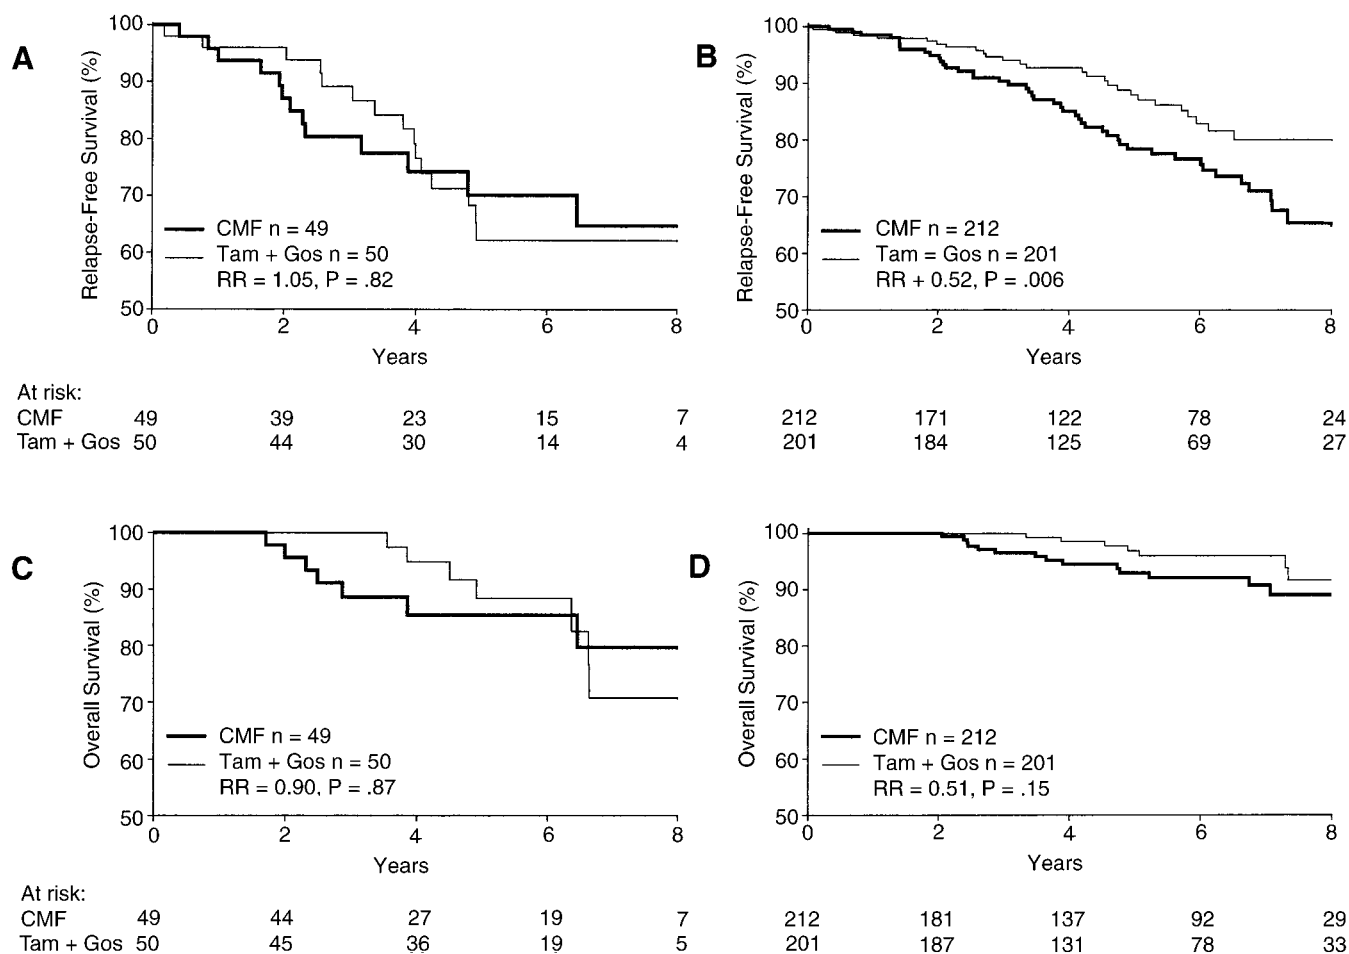 A
Relapse-Free Survival (%)
100
90
80
70
60
50
CMF n = 49
Tam + Gos n = 50
RR = 1.05, P = .82
0 2 4 6 8
Years
B
Relapse-Free Survival (%)
100
90
80
70
60
50
CMF n = 212
Tam = Gos n = 201
RR + 0.52, P = .006
0 2 4 6 8
Years
At risk:
CMF 49 39 23 15 7 212 171 122 78 24
Tam + Gos 50 44 30 14 4 201 184 125 69 27
C
Overall Survival (%)
100
90
80
70
60
50
CMF n = 49
Tam + Gos n = 50
RR = 0.90, P = .87
0 2 4 6 8
Years
D
Overall Survival (%)
100
90
80
70
60
50
CMF n = 212
Tam + Gos n = 201
RR = 0.51, P = .15
0 2 4 6 8
Years
At risk:
CMF 49 44 27 19 7 212 181 137 92 29
Tam + Gos 50 45 36 19 5 201 187 131 78 33